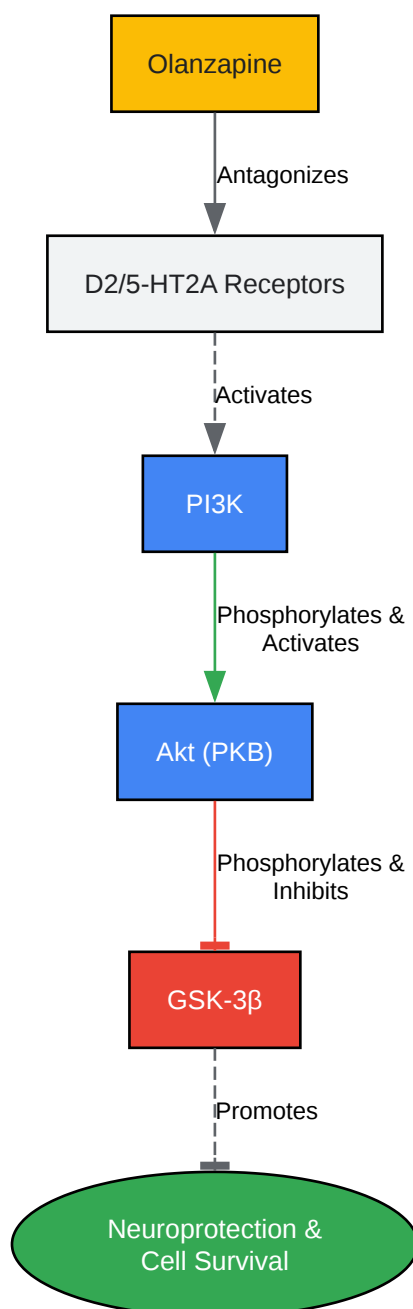 Olanzapine
Antagonizes
D2/5-HT2A Receptors
Activates
PI3K
Phosphorylates &
Activates
Akt (PKB)
Phosphorylates &
Inhibits
GSK-3β
Promotes
Neuroprotection &
Cell Survival